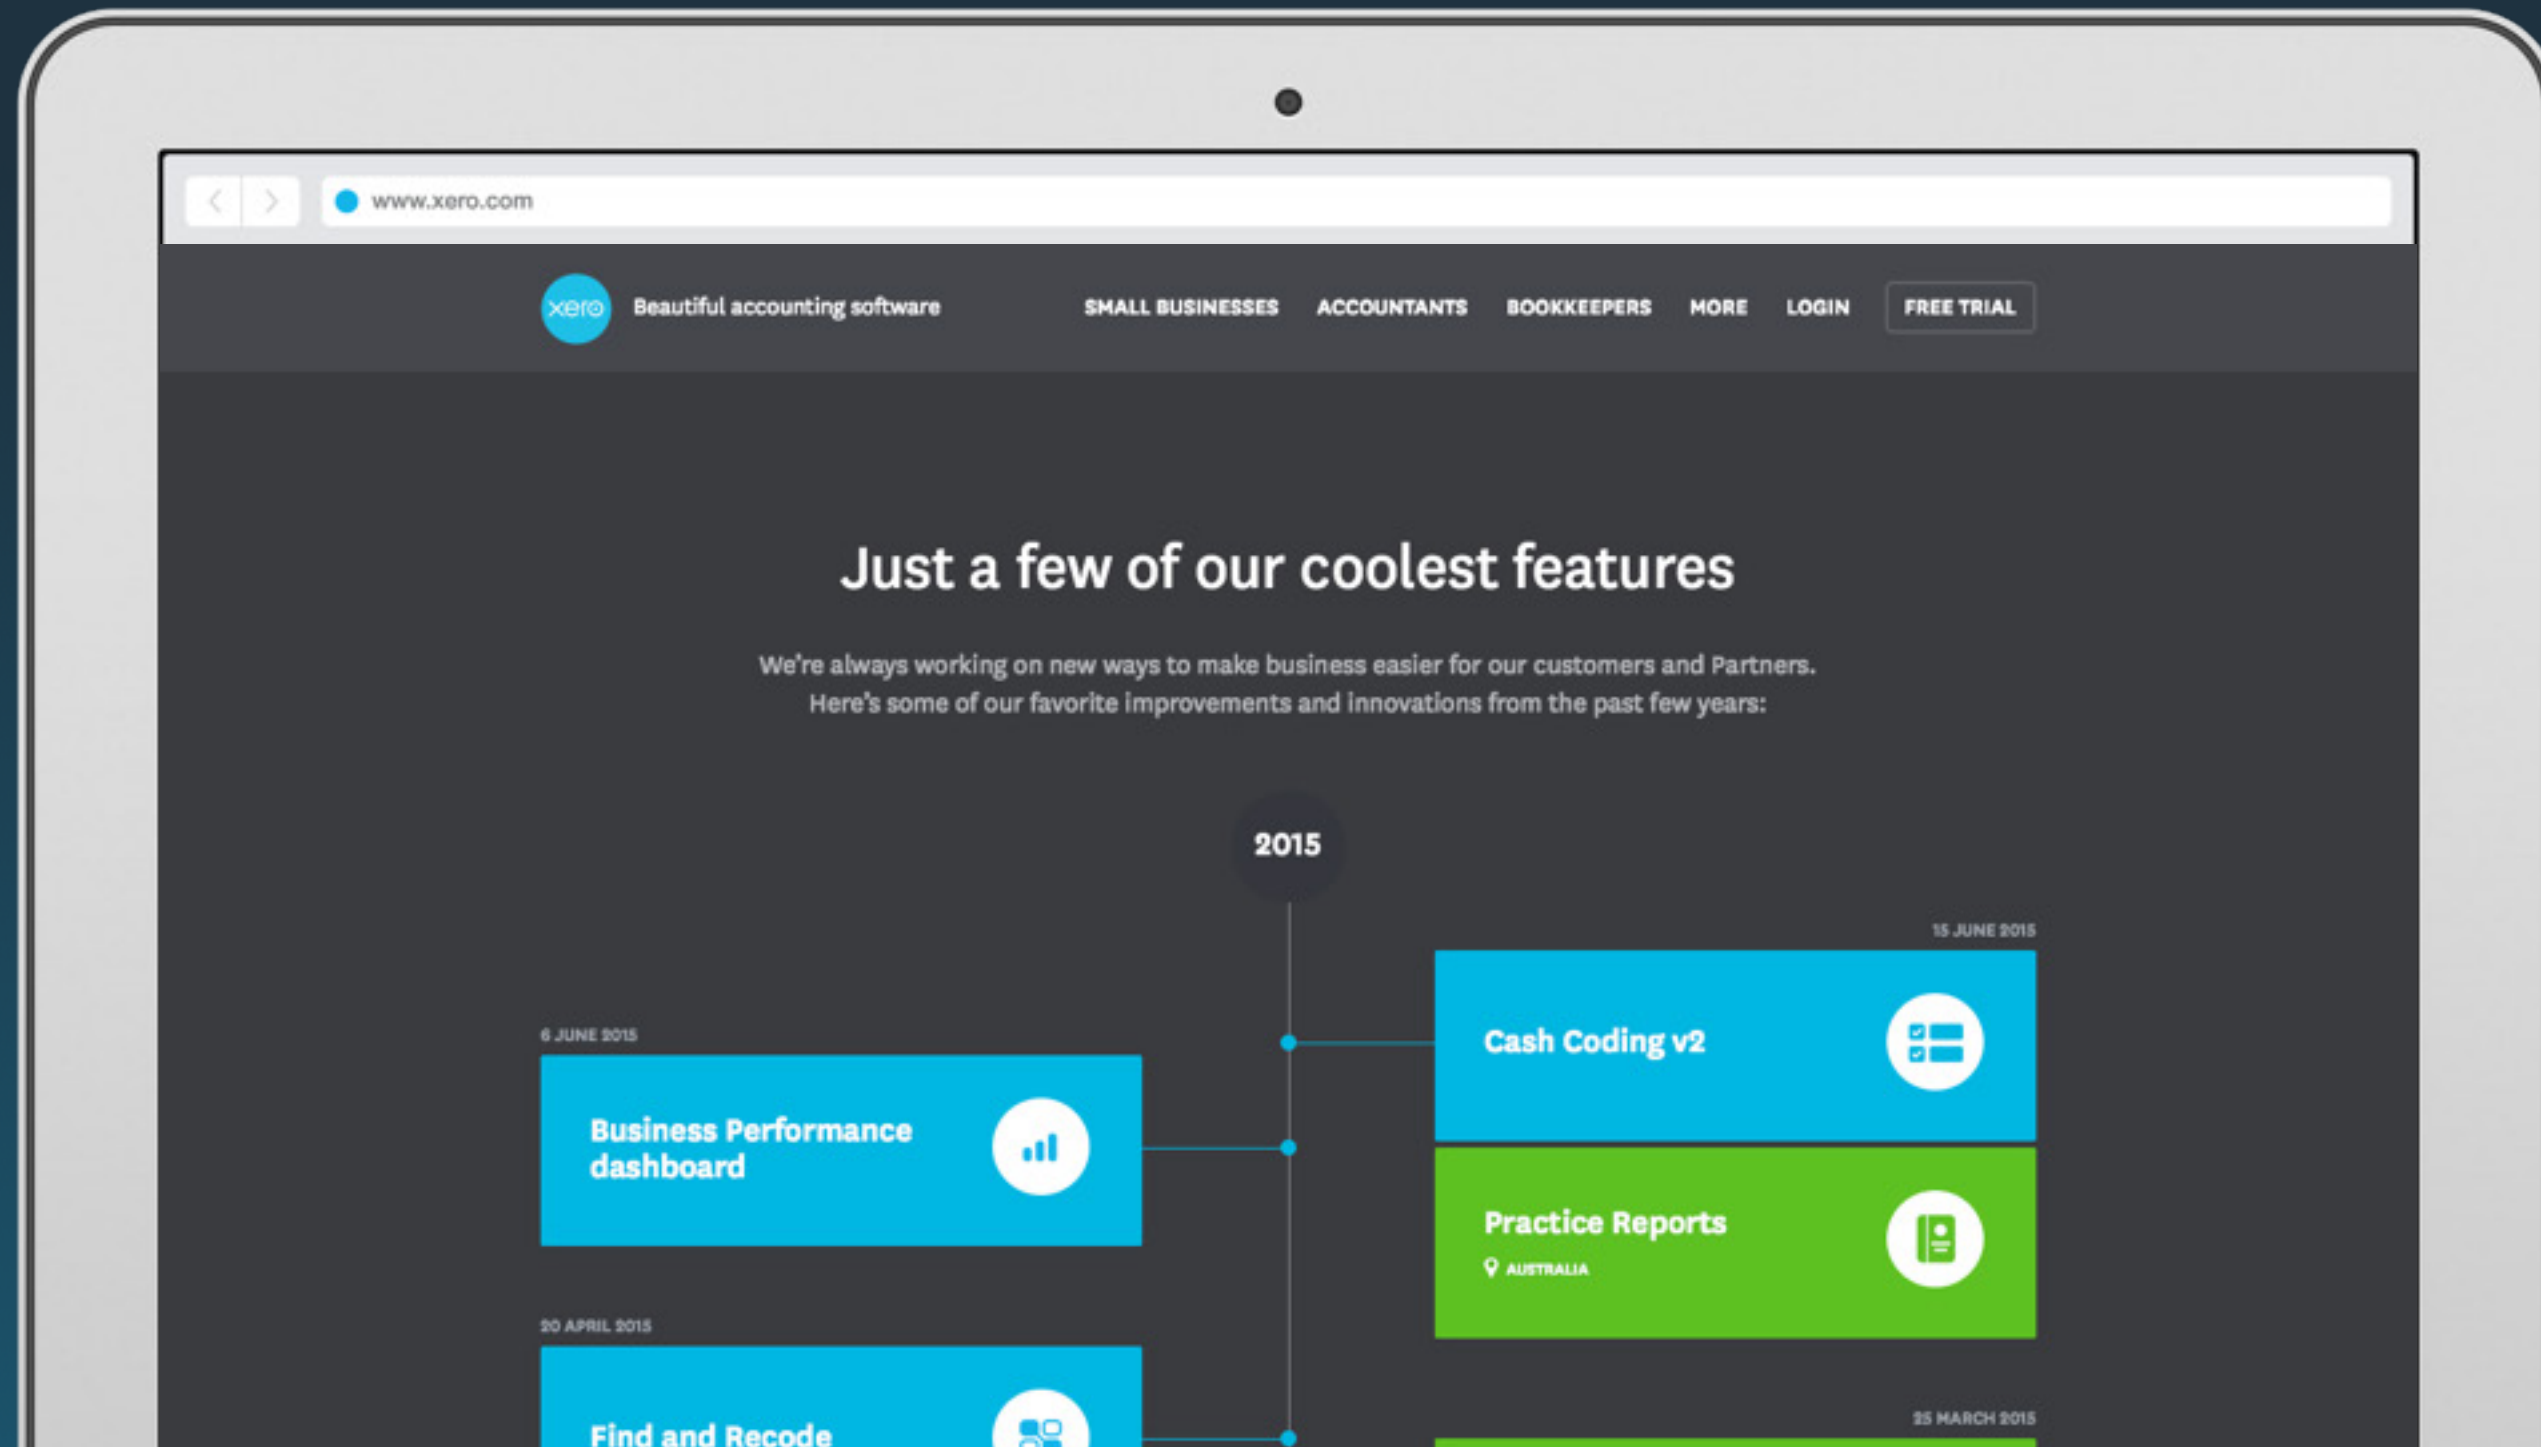 www.xero.com
xero
Beautiful accounting software
SMALL BUSINESSES
ACCOUNTANTS
BOOKKEEPERS
MORE
LOGIN
FREE TRIAL
Just a few of our coolest features
We're always working on new ways to make business easier for our customers and Partners.
Here's some of our favorite improvements and innovations from the past few years:
2015
15 JUNE 2015
Cash Coding v2
6 JUNE 2015
Business Performance
dashboard
Practice Reports
AUSTRALIA
20 APRIL 2015
Find and Recode
25 MARCH 2015